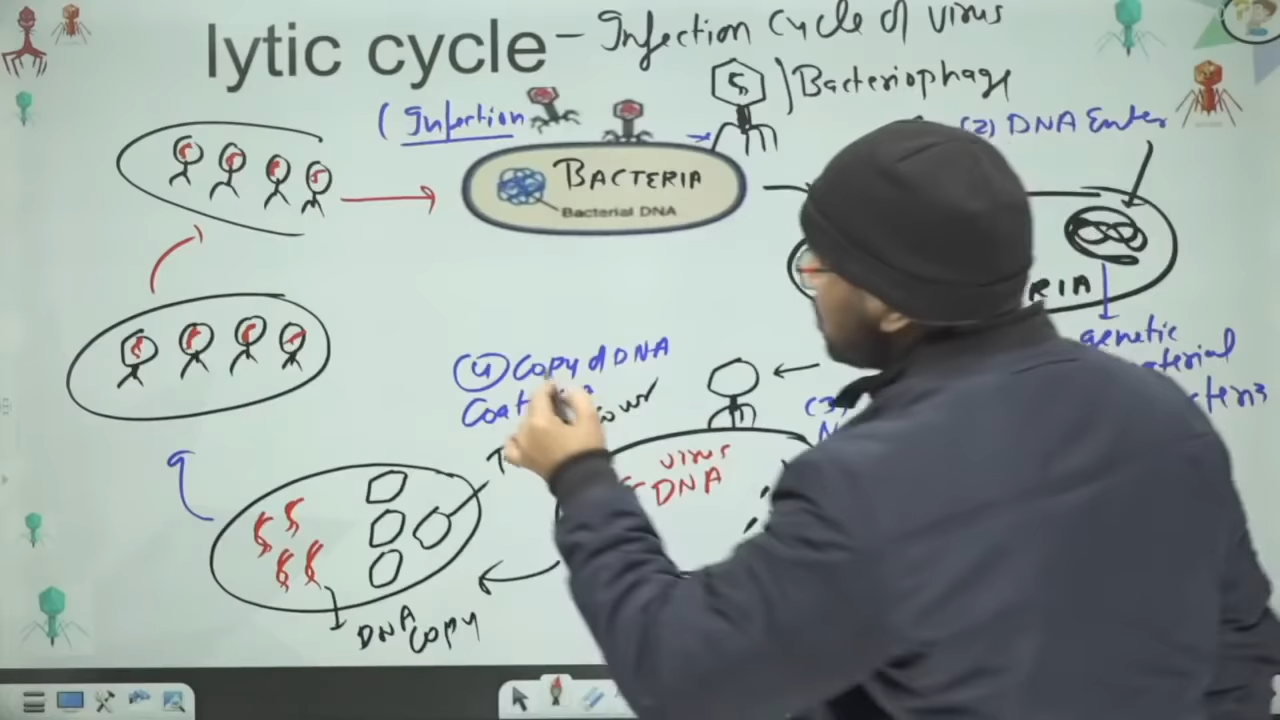 lytic cycle - Infection Cycle of virus
Bacteriophage
(Infection
(2) DNA Enter
BACTERIA
Bacterial DNA
RIA
genetic
(4) Copy of DNA
(3)
virus
DNA
DNA
Copy